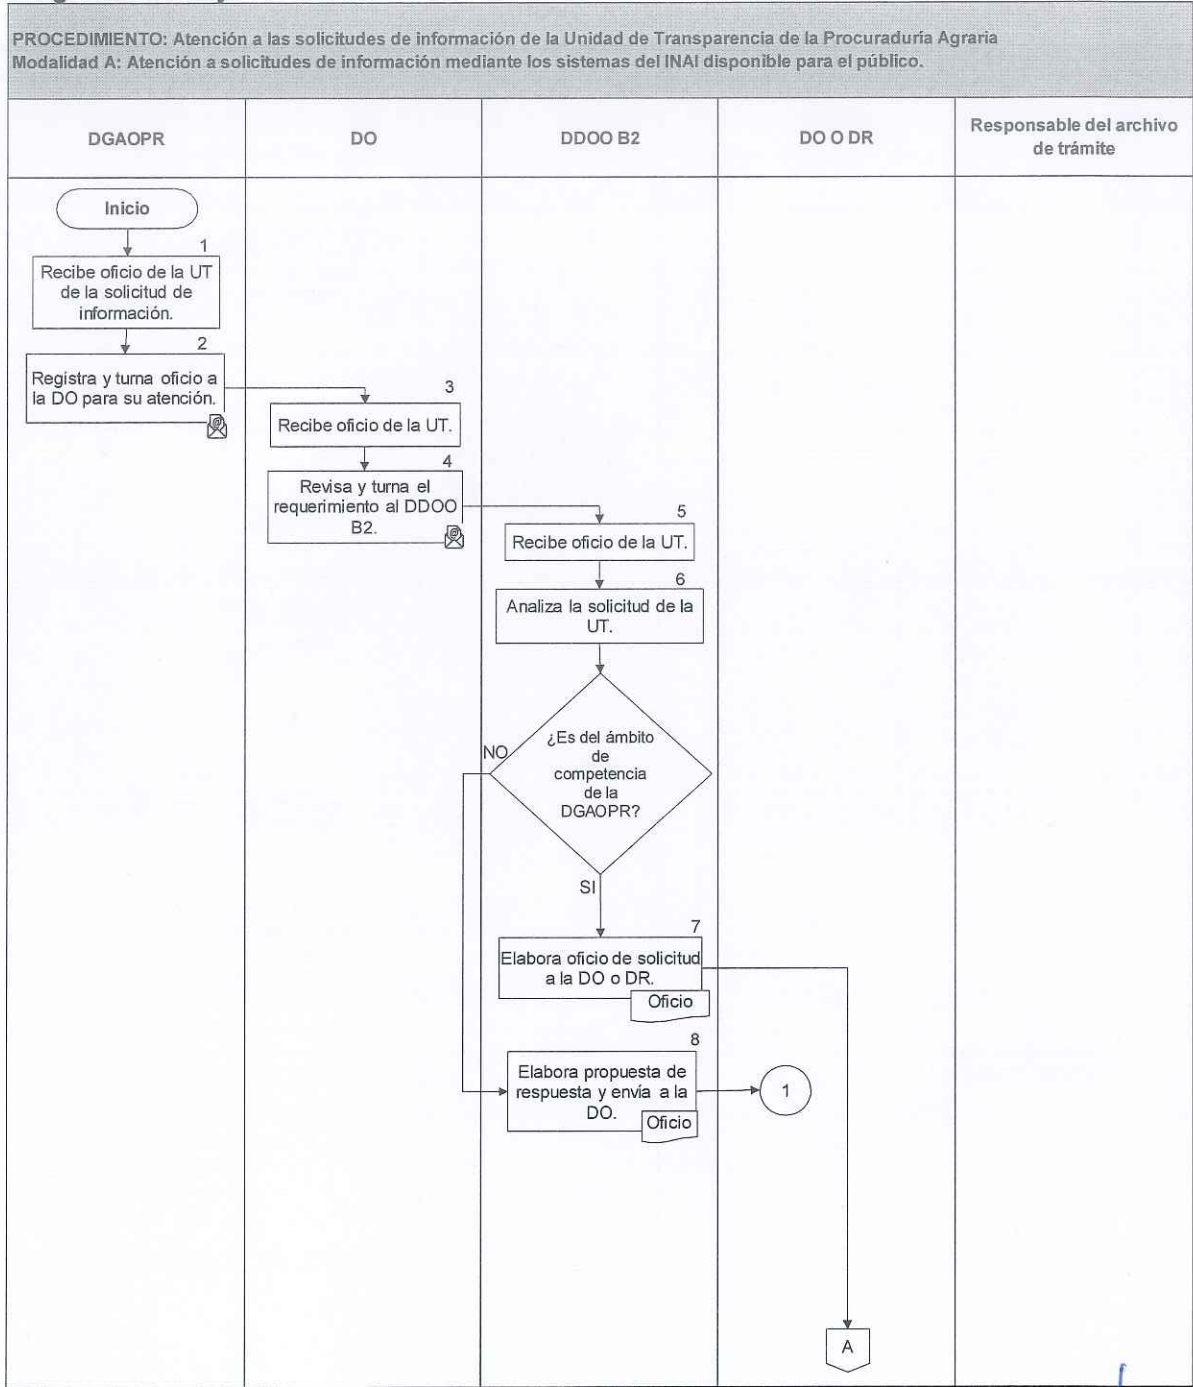 PROCEDIMIENTO: Atención a las solicitudes de información de la Unidad de Transparencia de la Procuraduría Agraria
Modalidad A: Atención a solicitudes de información mediante los sistemas del INAI disponible para el público.
DGAOPR
DO
DDOO B2
DO O DR
Responsable del archivo
de trámite
Inicio
1
Recibe oficio de la UT
de la solicitud de
información.
2
Registra y turna oficio a
la DO para su atención.
3
Recibe oficio de la UT.
4
Revisa y turna el
requerimiento al DDOO
B2.
5
Recibe oficio de la UT.
6
Analiza la solicitud de la
UT.
¿Es del ámbito
de
competencia
de la
DGAOPR?
NO
SI
7
Elabora oficio de solicitud
a la DO o DR.
Oficio
8
Elabora propuesta de
respuesta y envía a la
DO.
Oficio
1
A